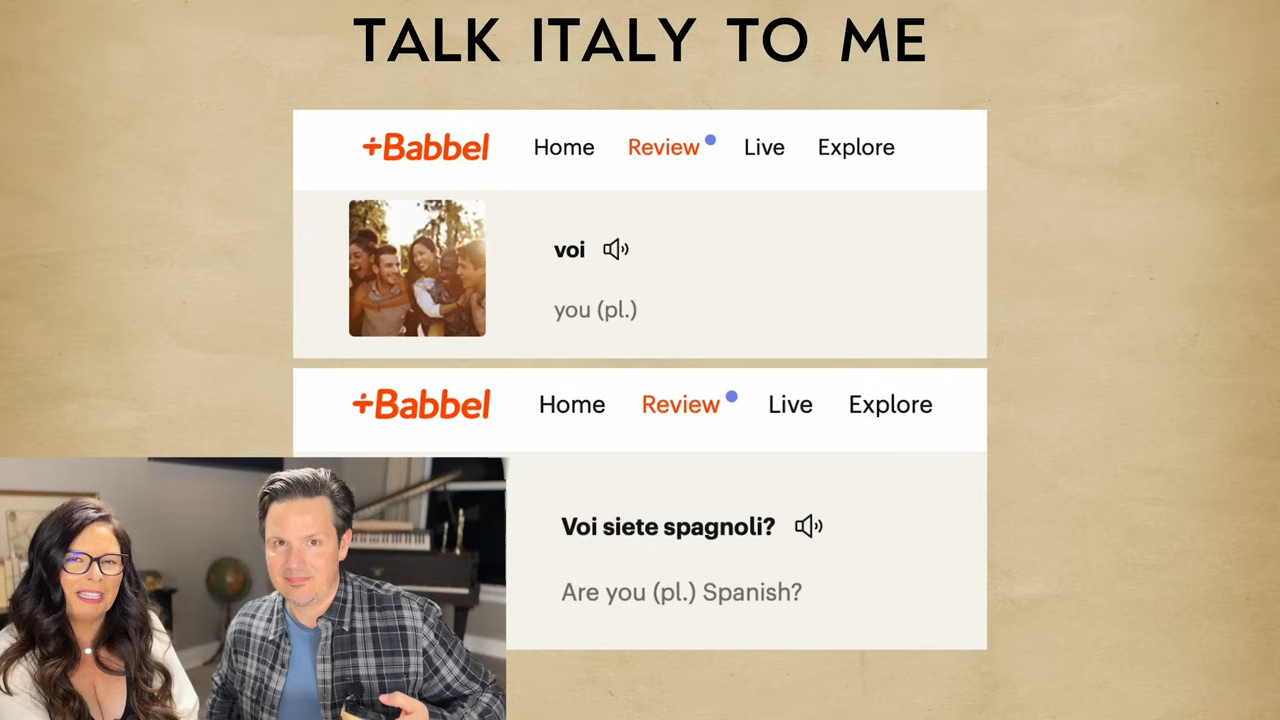 TALK ITALY TO ME
+Babbel Home Review Live Explore
voi
you (pl.)
+Babbel Home Review Live Explore
Voi siete spagnoli?
Are you (pl.) Spanish?